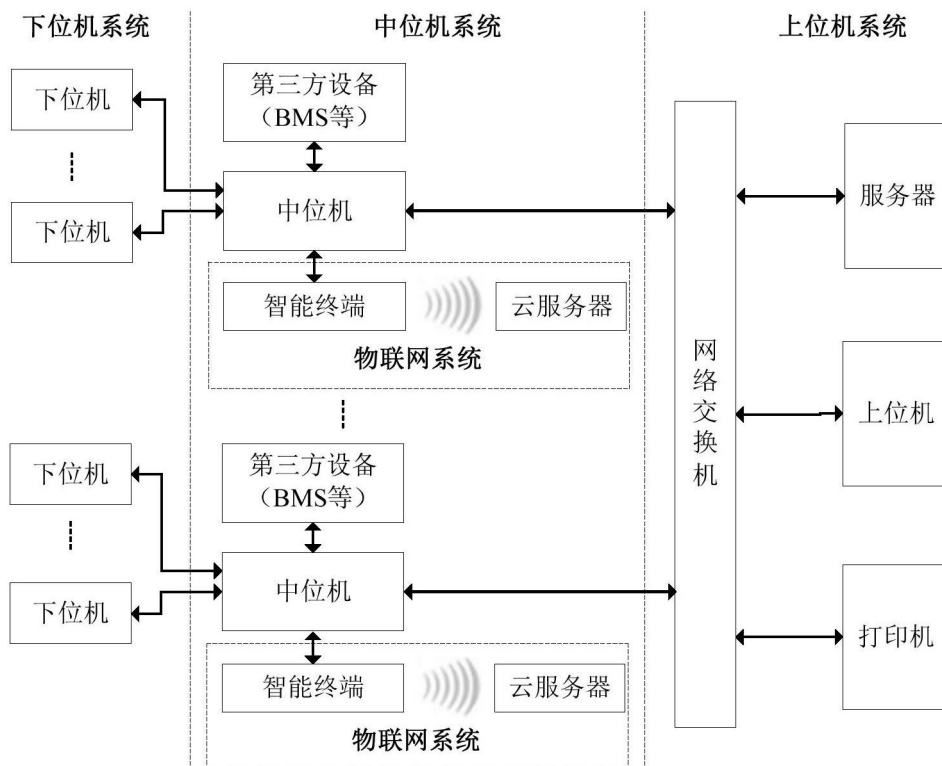 下位机系统
中位机系统
上位机系统
下位机
下位机
第三方设备
（BMS等）
中位机
智能终端
云服务器
物联网系统
下位机
下位机
第三方设备
（BMS等）
中位机
智能终端
云服务器
物联网系统
网
络
交
换
机
服务器
上位机
打印机